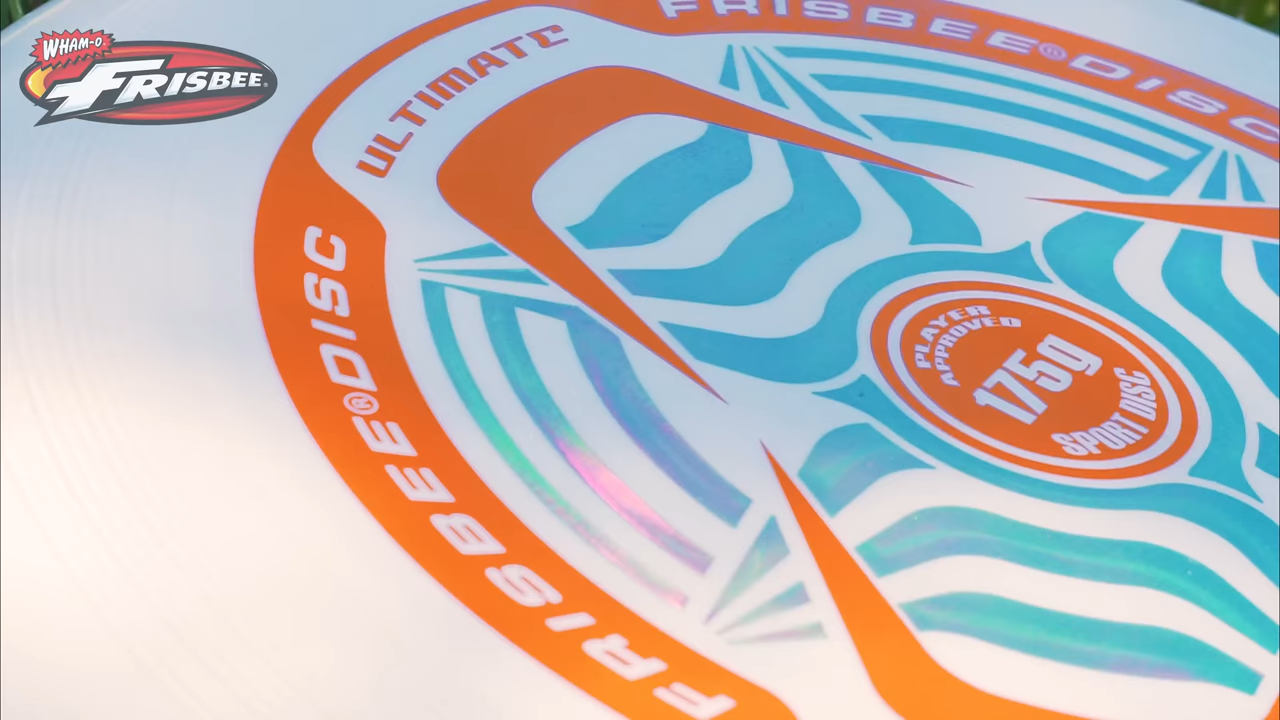 WHAM-O
FRISBEE®
FRISBEE®DISC
ULTIMATE
FRISBEE®DISC
PLAYER
APPROVED
175g
SPORT DISC